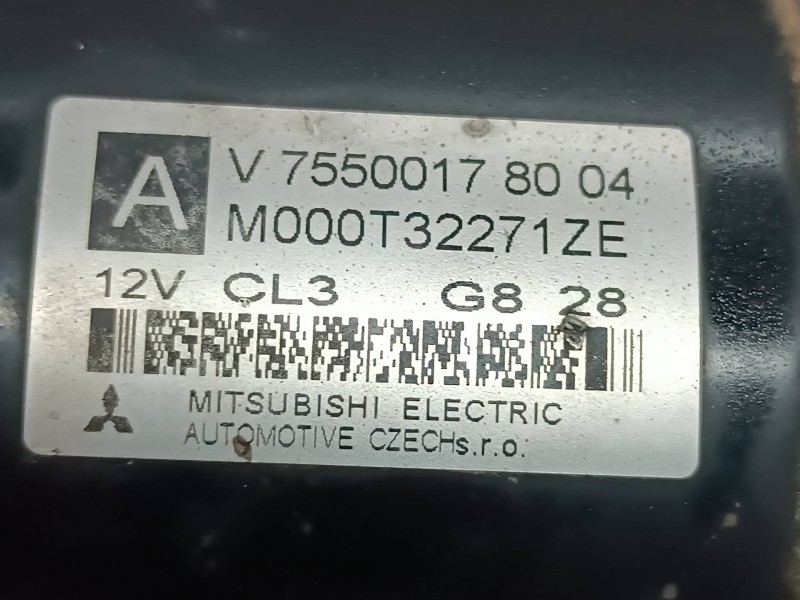 A
V 7550017 80 04
M000T32271ZE
12V CL3 G8 28
MITSUBISHI ELECTRIC
AUTOMOTIVE CZECHs.r.o.